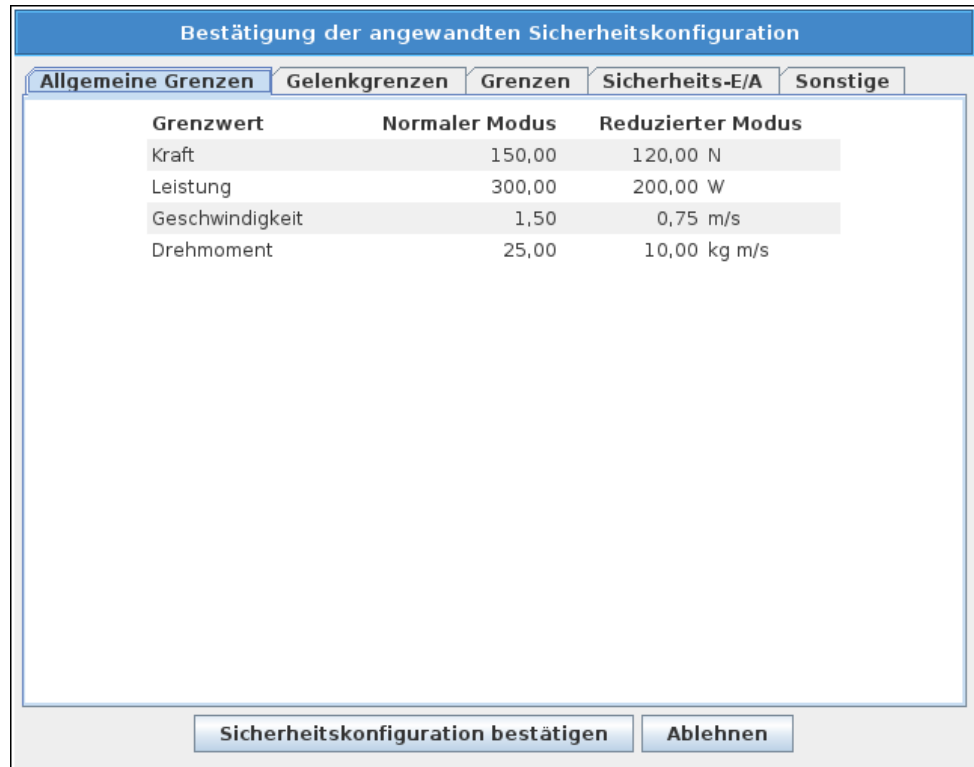 Bestätigung der angewandten Sicherheitskonfiguration
Allgemeine Grenzen Gelenkgrenzen Grenzen Sicherheits-E/A Sonstige
Grenzwert Normaler Modus Reduzierter Modus
Kraft 150,00 120,00 N
Leistung 300,00 200,00 W
Geschwindigkeit 1,50 0,75 m/s
Drehmoment 25,00 10,00 kg m/s
Sicherheitskonfiguration bestätigen Ablehnen